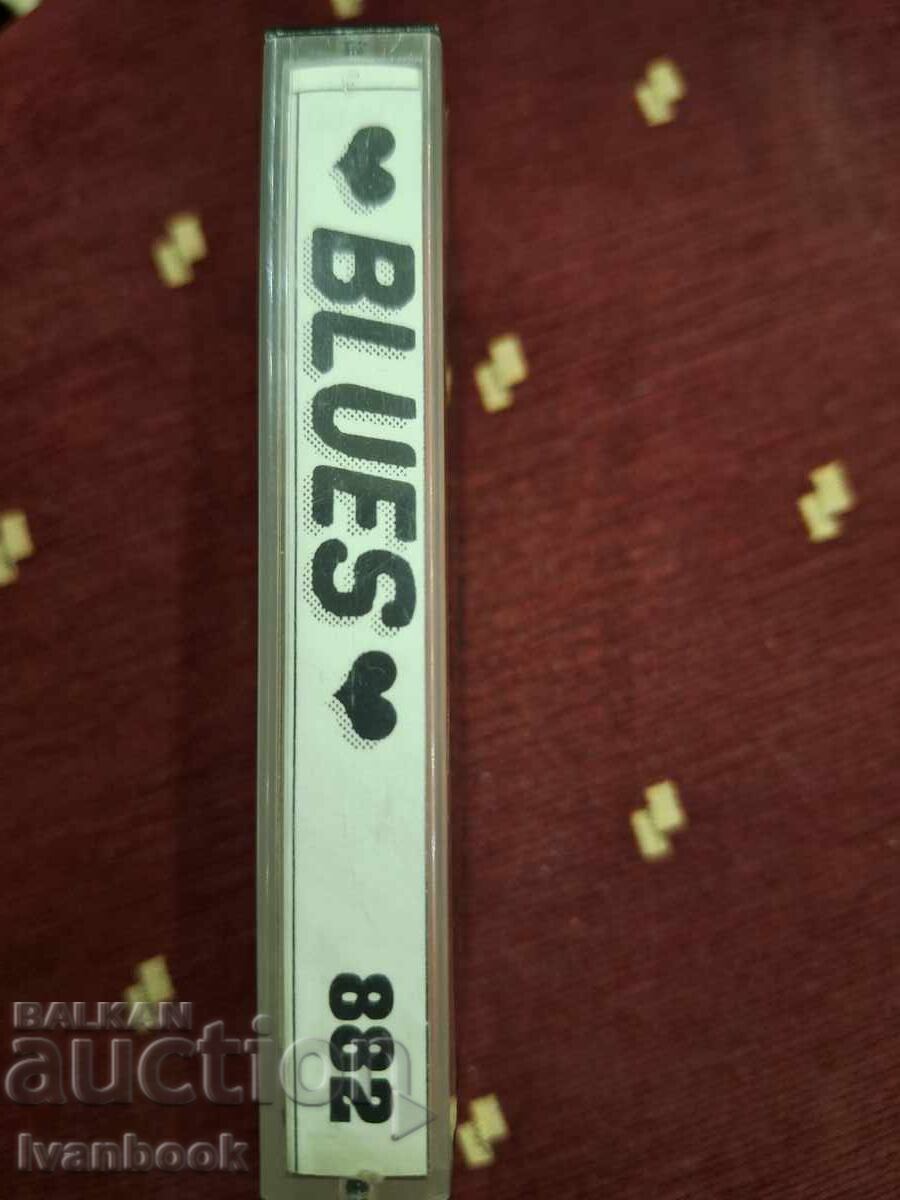 ♥ BLUES ♥ 882
BALKAN
auction
Ivanbook